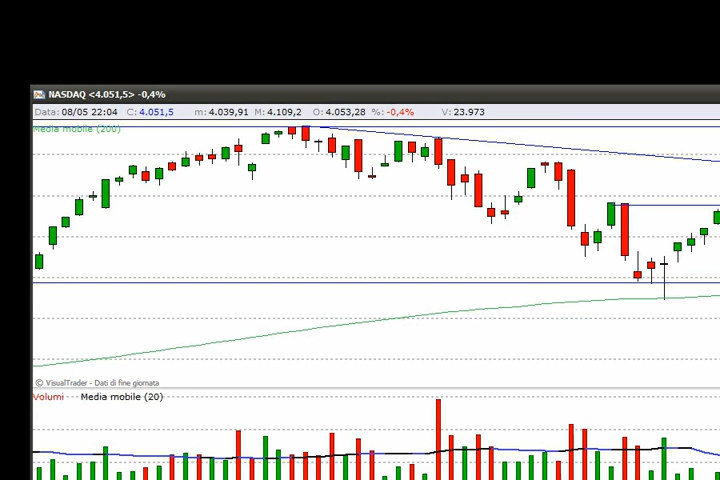 NASDAQ <4.051,5> -0,4%
Data: 08/05 22:04 C: 4.051,5 m: 4.039,91 M: 4.109,2 O: 4.053,28 %: -0,4% V: 23.973
Media mobile (200)
© VisualTrader - Dati di fine giornata
Volumi Media mobile (20)